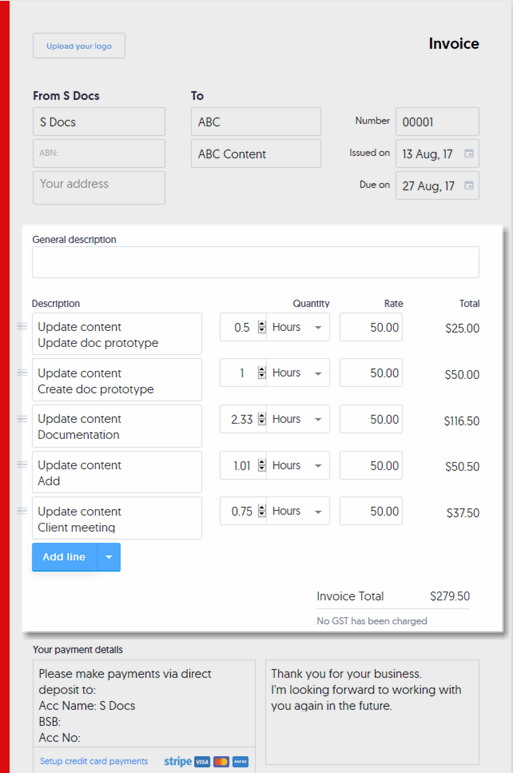 Upload your logo
Invoice
From S Docs
To
S Docs
ABC
Number 00001
ABN:
ABC Content
Issued on 13 Aug, 17
Your address
Due on 27 Aug, 17
General description
Description Quantity Rate Total
Update content
Update doc prototype
0.5 Hours 50.00 $25.00
Update content
Create doc prototype
1 Hours 50.00 $50.00
Update content
Documentation
2.33 Hours 50.00 $116.50
Update content
Add
1.01 Hours 50.00 $50.50
Update content
Client meeting
0.75 Hours 50.00 $37.50
Add line
Invoice Total $279.50
No GST has been charged
Your payment details
Please make payments via direct
deposit to:
Acc Name: S Docs
BSB:
Acc No:
Setup credit card payments stripe VISA
Thank you for your business.
I'm looking forward to working with
you again in the future.